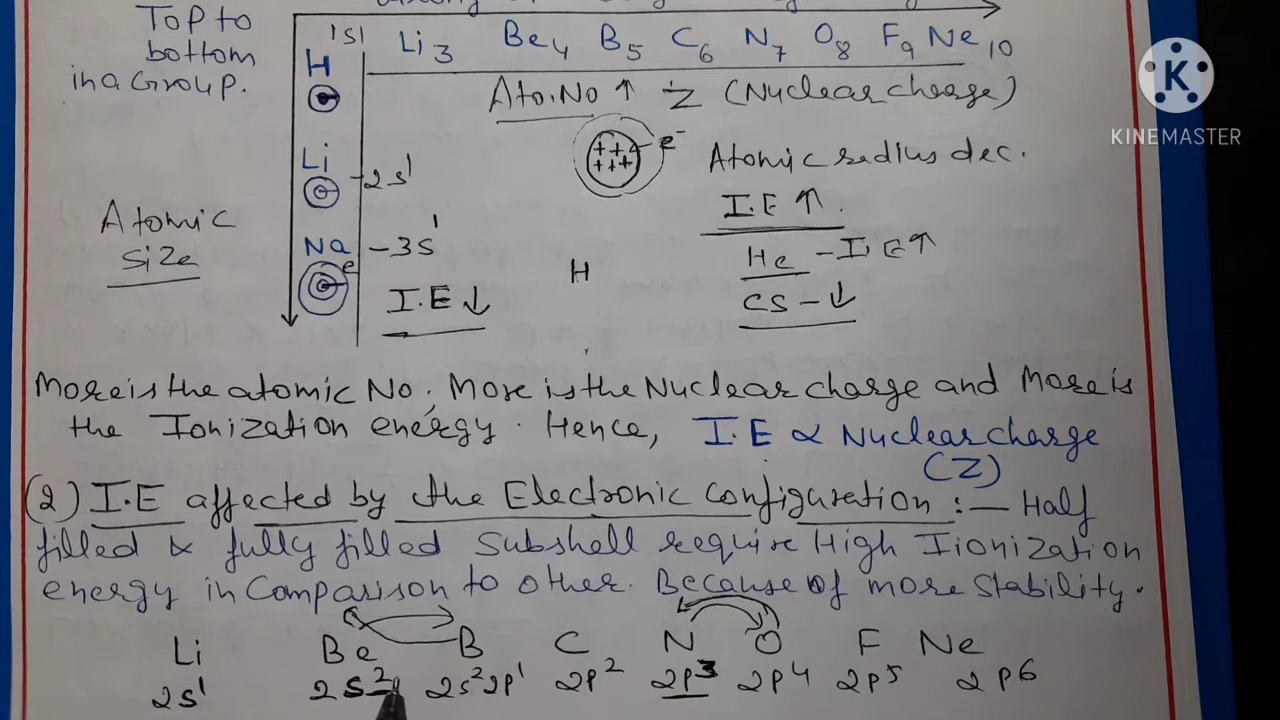 Top to
bottom
in a Group.
1st
H
Li
-2s¹
Na -3s¹
e
I.E ↓
Atomic
size
Li3 Be4 B5 C6 N7 O8 F9 Ne10
Ato.No ↑ ÷ Z (Nuclear charge)
++
+++
e⁻
Atomic radius dec.
I.E ↑.
He - I.E ↑
H
CS - ↓
K
KINEMASTER
More is the atomic No. More is the Nuclear charge and More is
the Ionization energy. Hence, I.E ∝ Nuclear charge
(Z)
(2) I.E affected by the Electronic Configuration :— Half
filled & fully filled Subshell require High Iionization
energy in Comparison to other. Because of more Stability.
Li Be B C N O F Ne
2s¹ 2s² 2s²2p¹ 2p² 2p³ 2p4 2p5 2p6